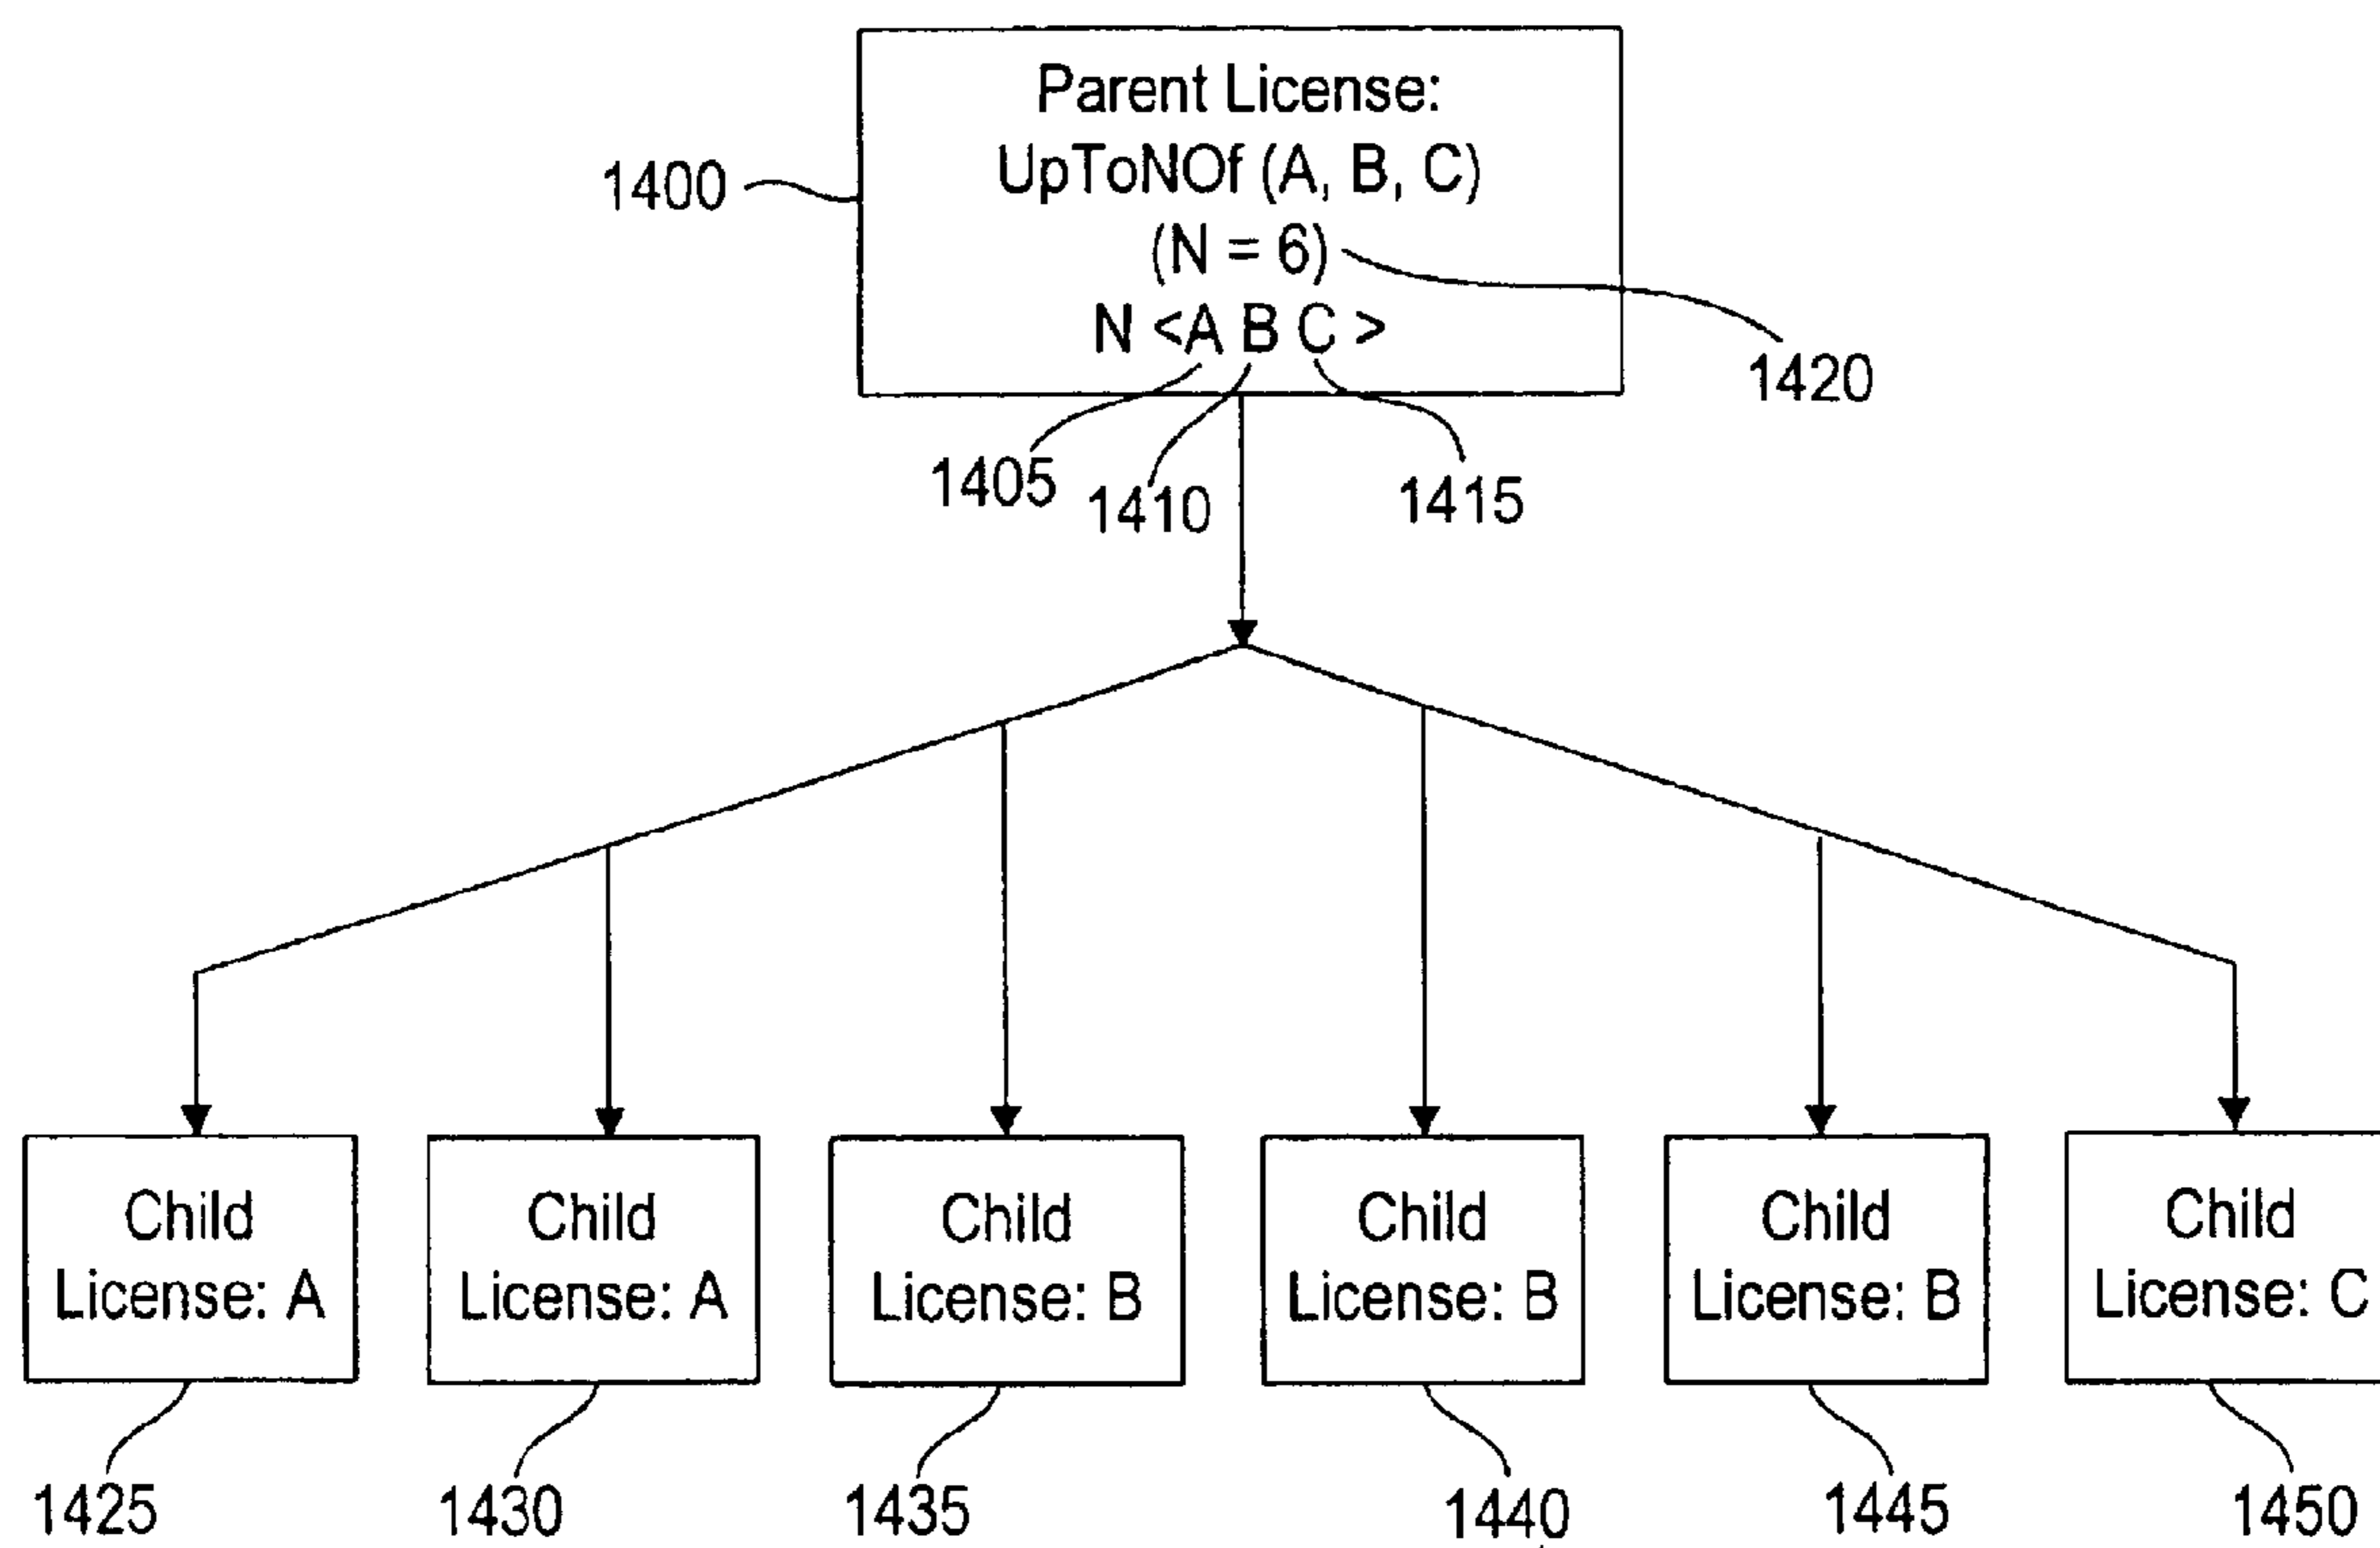 Parent License:
UpToNOf (A, B, C)
(N = 6)
N <A B C >
1400
1420
1405
1410
1415
Child
License: A
Child
License: A
Child
License: B
Child
License: B
Child
License: B
Child
License: C
1425
1430
1435
1440
1445
1450